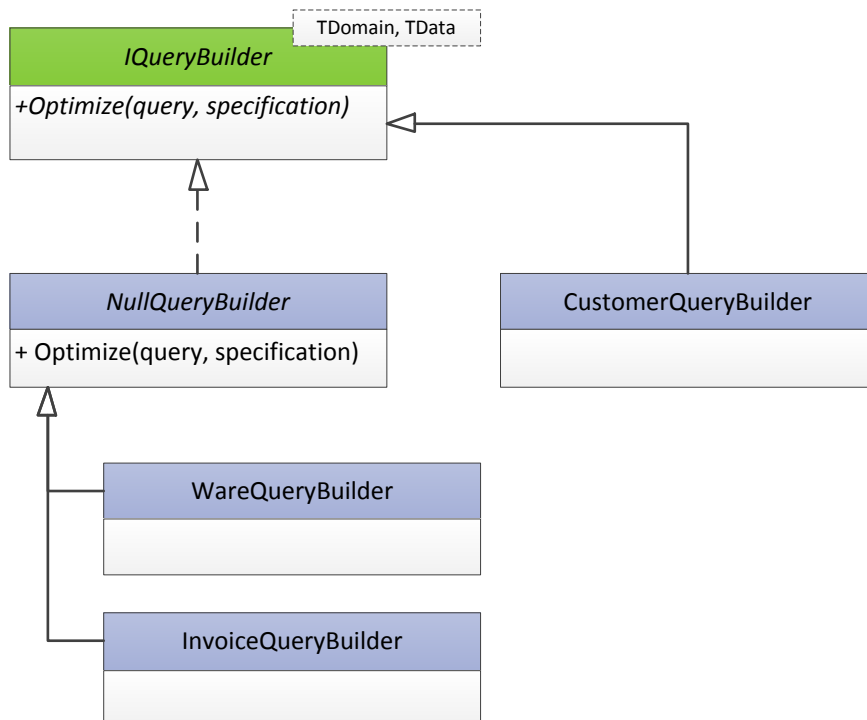 TDomain, TData
IQueryBuilder
+Optimize(query, specification)
NullQueryBuilder
+ Optimize(query, specification)
CustomerQueryBuilder
WareQueryBuilder
InvoiceQueryBuilder